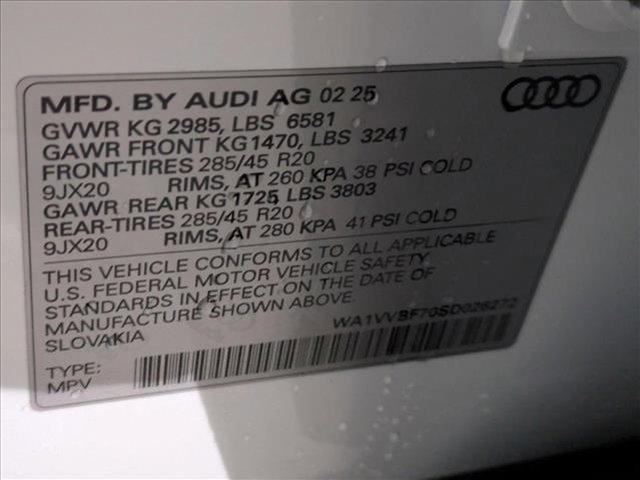 MFD. BY AUDI AG 02 25
GVWR KG 2985, LBS 6581
GAWR FRONT KG1470, LBS 3241
FRONT-TIRES 285/45 R20
9JX20 RIMS, AT 260 KPA 38 PSI COLD
GAWR REAR KG 1725 LBS 3803
REAR-TIRES 285/45 R20
9JX20 RIMS, AT 280 KPA 41 PSI COLD
THIS VEHICLE CONFORMS TO ALL APPLICABLE
U.S. FEDERAL MOTOR VEHICLE SAFETY
STANDARDS IN EFFECT ON THE DATE OF
MANUFACTURE SHOWN ABOVE.
SLOVAKIA
WA1VVBF70SD026272
TYPE:
MPV